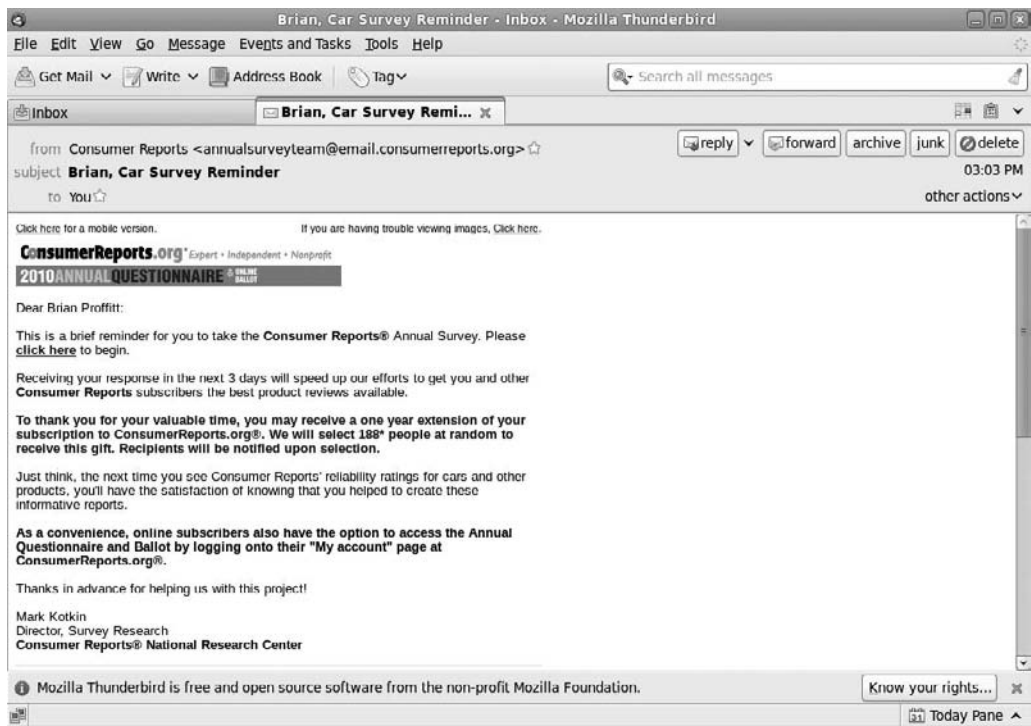 Brian, Car Survey Reminder - Inbox - Mozilla Thunderbird
File Edit View Go Message Events and Tasks Tools Help
Get Mail Write Address Book Tag Search all messages
Inbox Brian, Car Survey Remi...
from Consumer Reports <annualsurveyteam@email.consumerreports.org> reply forward archive junk delete
subject Brian, Car Survey Reminder 03:03 PM
to You other actions
Click here for a mobile version. If you are having trouble viewing images, Click here.
ConsumerReports.org® Expert • Independent • Nonprofit
2010ANNUALQUESTIONNAIRE & ONLINE BALLOT
Dear Brian Proffitt:
This is a brief reminder for you to take the Consumer Reports® Annual Survey. Please
click here to begin.
Receiving your response in the next 3 days will speed up our efforts to get you and other
Consumer Reports subscribers the best product reviews available.
To thank you for your valuable time, you may receive a one year extension of your
subscription to ConsumerReports.org®. We will select 188* people at random to
receive this gift. Recipients will be notified upon selection.
Just think, the next time you see Consumer Reports' reliability ratings for cars and other
products, you'll have the satisfaction of knowing that you helped to create these
informative reports.
As a convenience, online subscribers also have the option to access the Annual
Questionnaire and Ballot by logging onto their "My account" page at
ConsumerReports.org®.
Thanks in advance for helping us with this project!
Mark Kotkin
Director, Survey Research
Consumer Reports® National Research Center
Mozilla Thunderbird is free and open source software from the non-profit Mozilla Foundation. Know your rights...
31 Today Pane